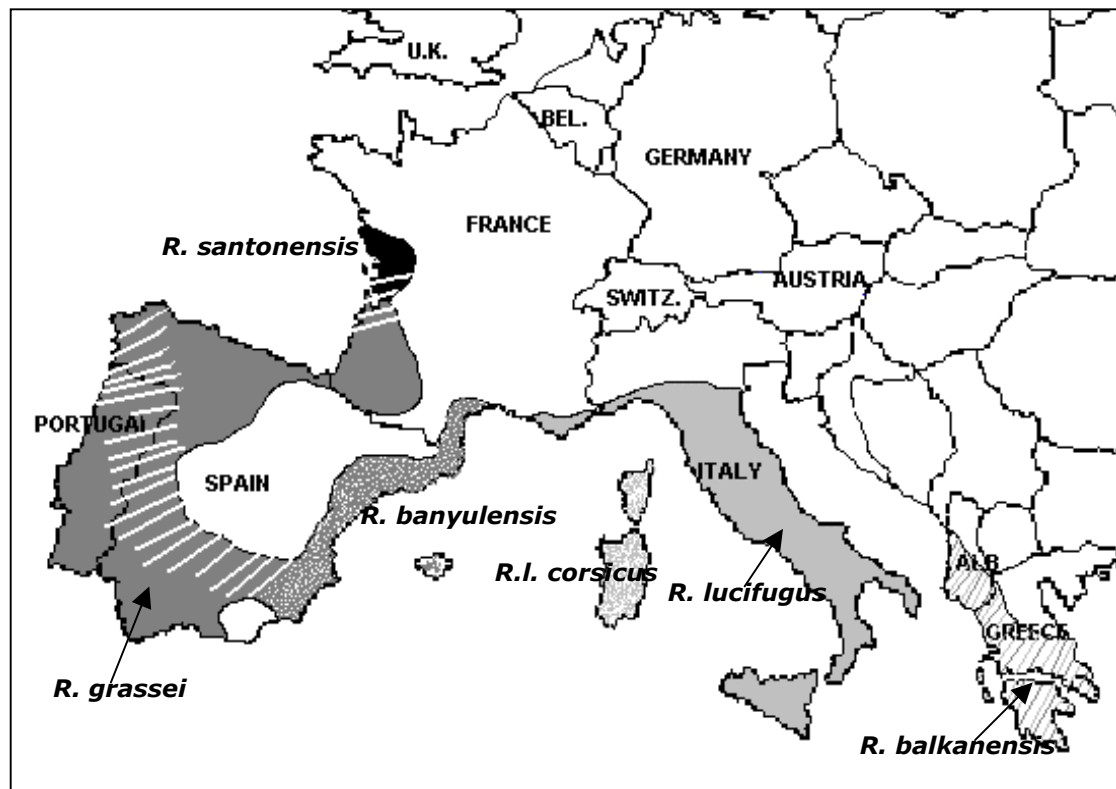 U.K.
BEL.
GERMANY
FRANCE
R. santonensis
AUSTRIA
SWITZ.
PORTUGAL
ITALY
SPAIN
R. banyulensis
R.l. corsicus
R. lucifugus
ALB
GREECE
R. grassei
R. balkanensis